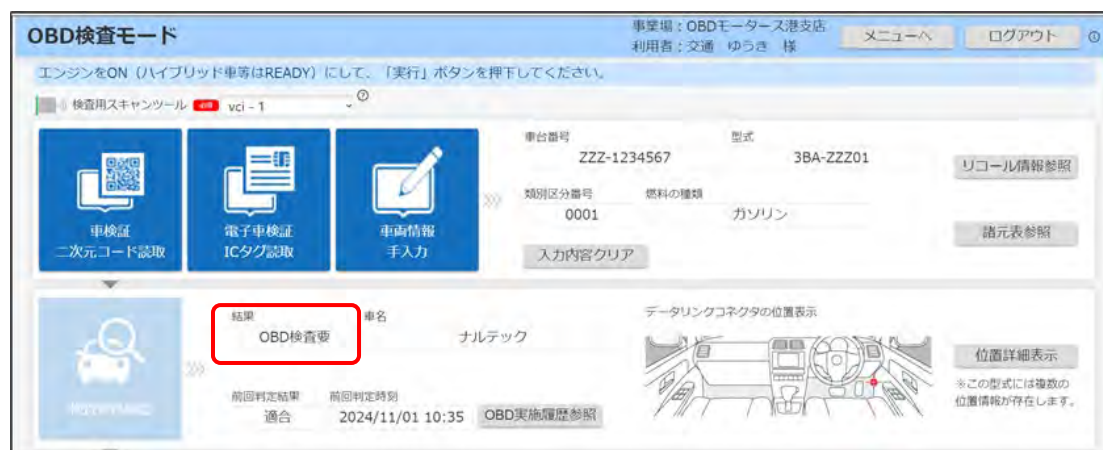 OBD検査モード
事業場：OBDモータース港支店
利用者：交通　ゆうき　様
メニューへ
ログアウト
エンジンをON（ハイブリッド車等はREADY）にして、「実行」ボタンを押下してください。
検査用スキャンツール 必須 vci - 1
車検証
二次元コード読取
電子車検証
ICタグ読取
車両情報
手入力
車台番号
ZZZ-1234567
型式
3BA-ZZZ01
類別区分番号
0001
燃料の種類
ガソリン
入力内容クリア
リコール情報参照
諸元表参照
結果
OBD検査要
車名
ナルテック
前回判定結果
適合
前回判定時刻
2024/11/01 10:35
OBD実施履歴参照
データリンクコネクタの位置表示
位置詳細表示
※この型式には複数の
位置情報が存在します。